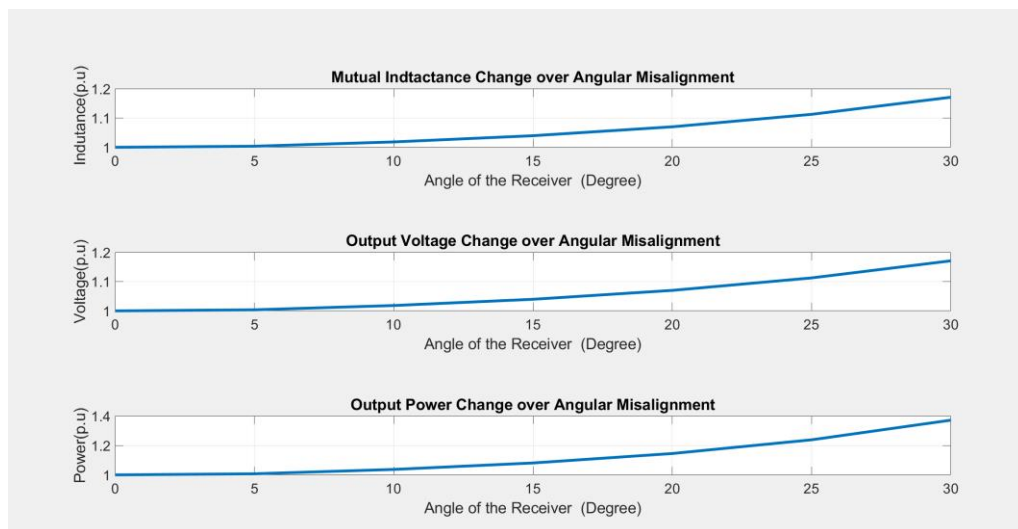 Mutual Indtactance Change over Angular Misalignment
Indutance(p.u)
1.2
1.1
1
0 5 10 15 20 25 30
Angle of the Receiver (Degree)
Output Voltage Change over Angular Misalignment
Voltage(p.u)
1.2
1.1
1
0 5 10 15 20 25 30
Angle of the Receiver (Degree)
Output Power Change over Angular Misalignment
Power(p.u)
1.4
1.2
1
0 5 10 15 20 25 30
Angle of the Receiver (Degree)